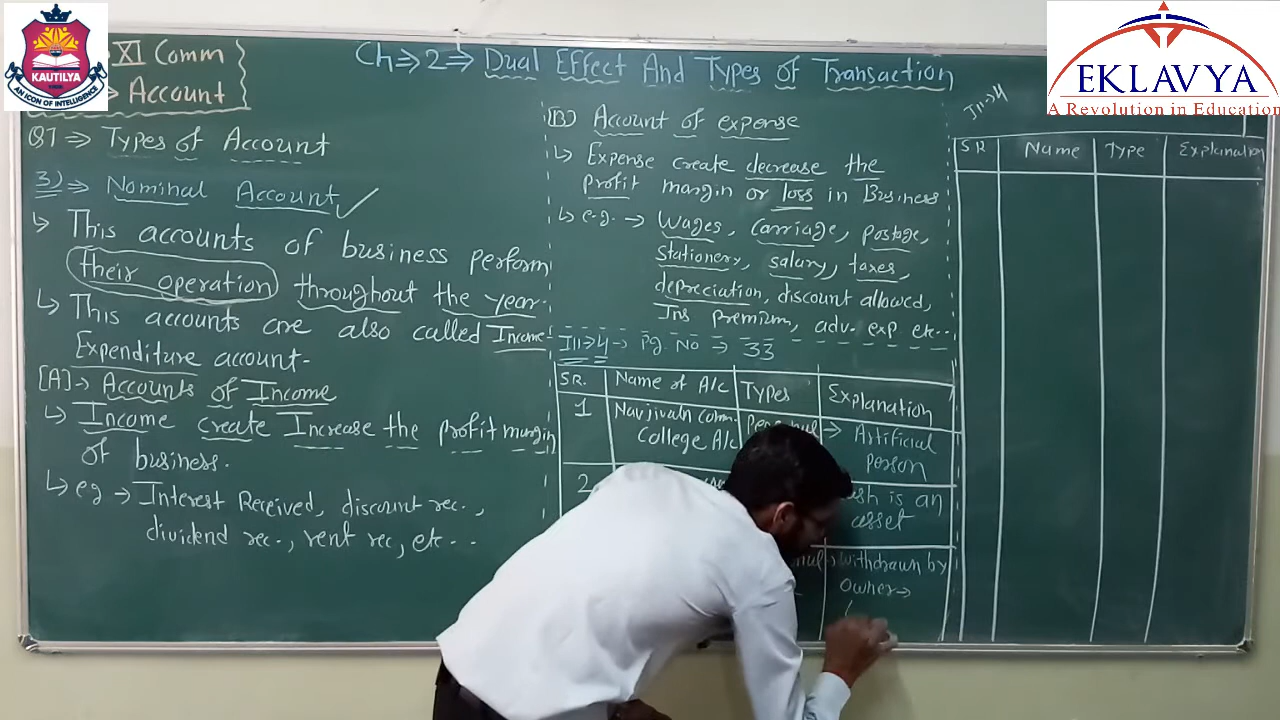 KAUTILYA
1998
AN ICON OF INTELLIGENCE
EKLAVYA
A Revolution in Education
XI Comm
Account
Ch⇒2⇒ Dual Effect And Types of Transaction
Q1 ⇒ Types of Account
3) ⇒ Nominal Account ✓
↳ This accounts of business perform
their operation throughout the year.
↳ This accounts are also called Income
Expenditure account.
[A]→ Accounts of Income
↳ Income create Increase the profit margin
of business.
↳ eg → Interest Received, discount rec.,
dividend rec., rent rec, etc...
[B) Account of expense
↳ Expense create decrease the
profit margin or loss in Business
↳ e.g. → Wages, carriage, postage,
stationery, salary, taxes,
depreciation, discount allowed,
Ins premium, adv. exp etc...
Ill⇒4→ Pg. No → 33
SR. Name of A/c Types Explanation
1 Navjivan comm. → Artificial
College A/c person
2 is an
asset
→ withdrawn by
owner→
Ill→4
S.R Name Type Explanation